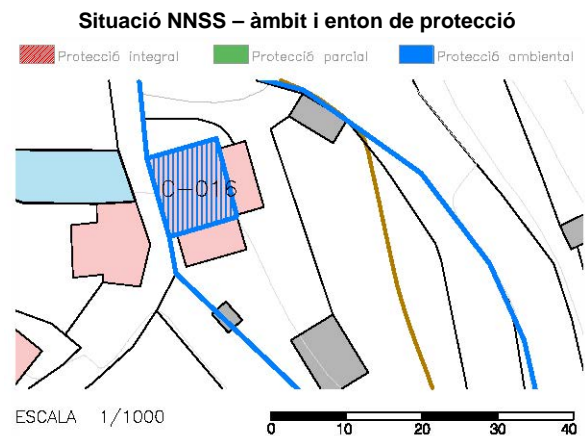 Situació NNSS – àmbit i enton de protecció
Protecció integral Protecció parcial Protecció ambiental
C-016
ESCALA 1/1000
0 10 20 30 40